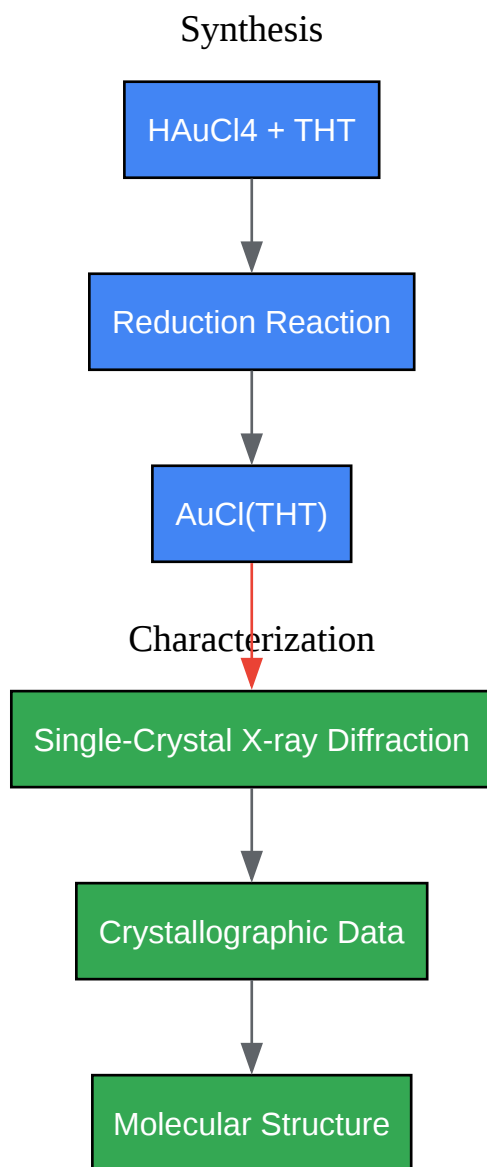 Synthesis
HAuCl4 + THT
Reduction Reaction
AuCl(THT)
Characterization
Single-Crystal X-ray Diffraction
Crystallographic Data
Molecular Structure